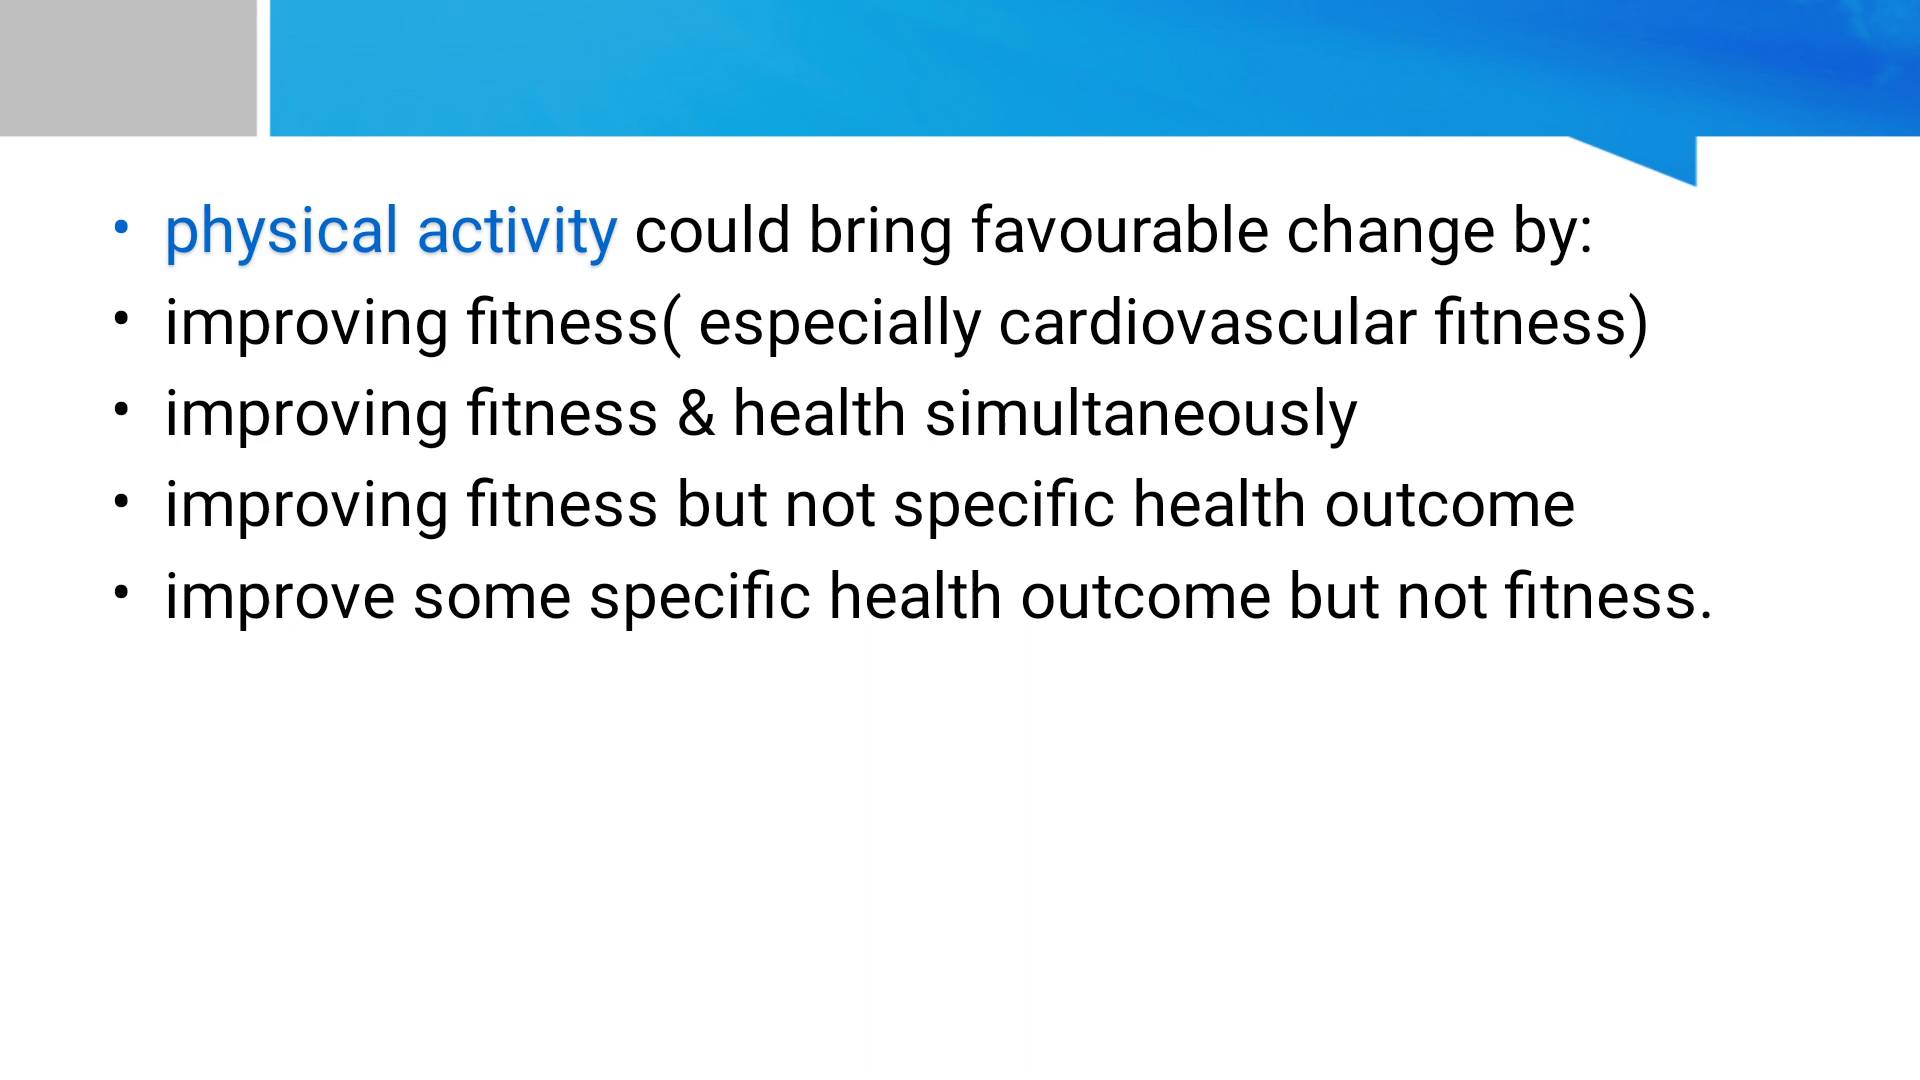 • physical activity could bring favourable change by:
• improving fitness( especially cardiovascular fitness)
• improving fitness & health simultaneously
• improving fitness but not specific health outcome
• improve some specific health outcome but not fitness.